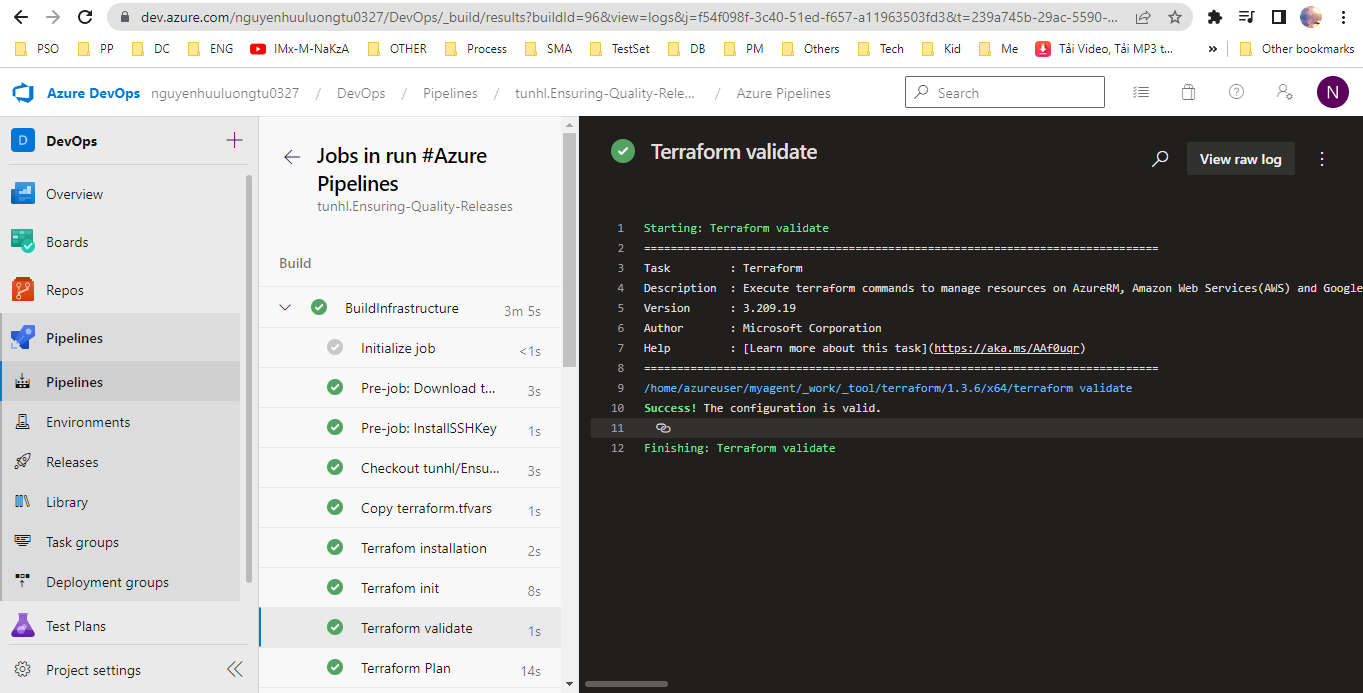 dev.azure.com/nguyenhuuluongtu0327/DevOps/_build/results?buildId=96&view=logs&j=f54f098f-3c40-51ed-f657-a11963503fd3&t=239a745b-29ac-5590-...
PSO PP DC ENG IMx-M-NaKzA OTHER Process SMA TestSet DB PM Others Tech Kid Me Tải Video, Tải MP3 t... » Other bookmarks
Azure DevOps nguyenhuuluongtu0327 / DevOps / Pipelines / tunhl.Ensuring-Quality-Rele... / Azure Pipelines
Search
N
D DevOps
Overview
Boards
Repos
Pipelines
Pipelines
Environments
Releases
Library
Task groups
Deployment groups
Test Plans
Project settings
Jobs in run #Azure
Pipelines
tunhl.Ensuring-Quality-Releases
Build
BuildInfrastructure 3m 5s
Initialize job <1s
Pre-job: Download t... 3s
Pre-job: InstallSSHKey 1s
Checkout tunhl/Ensu... 3s
Copy terraform.tfvars 1s
Terrafom installation 2s
Terrafom init 8s
Terraform validate 1s
Terraform Plan 14s
Terraform validate
View raw log
1 Starting: Terraform validate
2 ==============================================================================
3 Task : Terraform
4 Description : Execute terraform commands to manage resources on AzureRM, Amazon Web Services(AWS) and Google
5 Version : 3.209.19
6 Author : Microsoft Corporation
7 Help : [Learn more about this task](https://aka.ms/AAf0uqr)
8 ==============================================================================
9 /home/azureuser/myagent/_work/_tool/terraform/1.3.6/x64/terraform validate
10 Success! The configuration is valid.
11
12 Finishing: Terraform validate